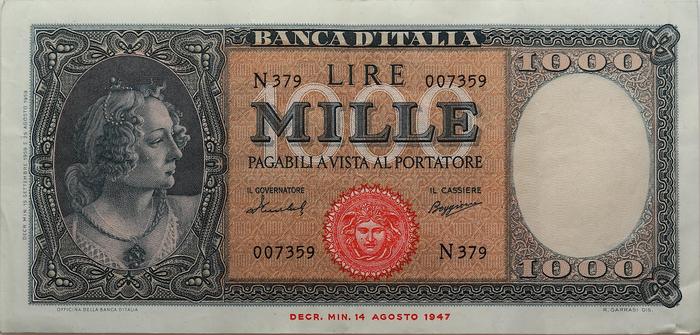 BANCA D'ITALIA
1000
N 379 LIRE 007359
1000
MILLE
PAGABILI A VISTA AL PORTATORE
IL GOVERNATORE IL CASSIERE
007359 N 379
1000
OFFICINA DELLA BANCA D'ITALIA
R. GARRASI DIS.
DECR. MIN. 14 AGOSTO 1947